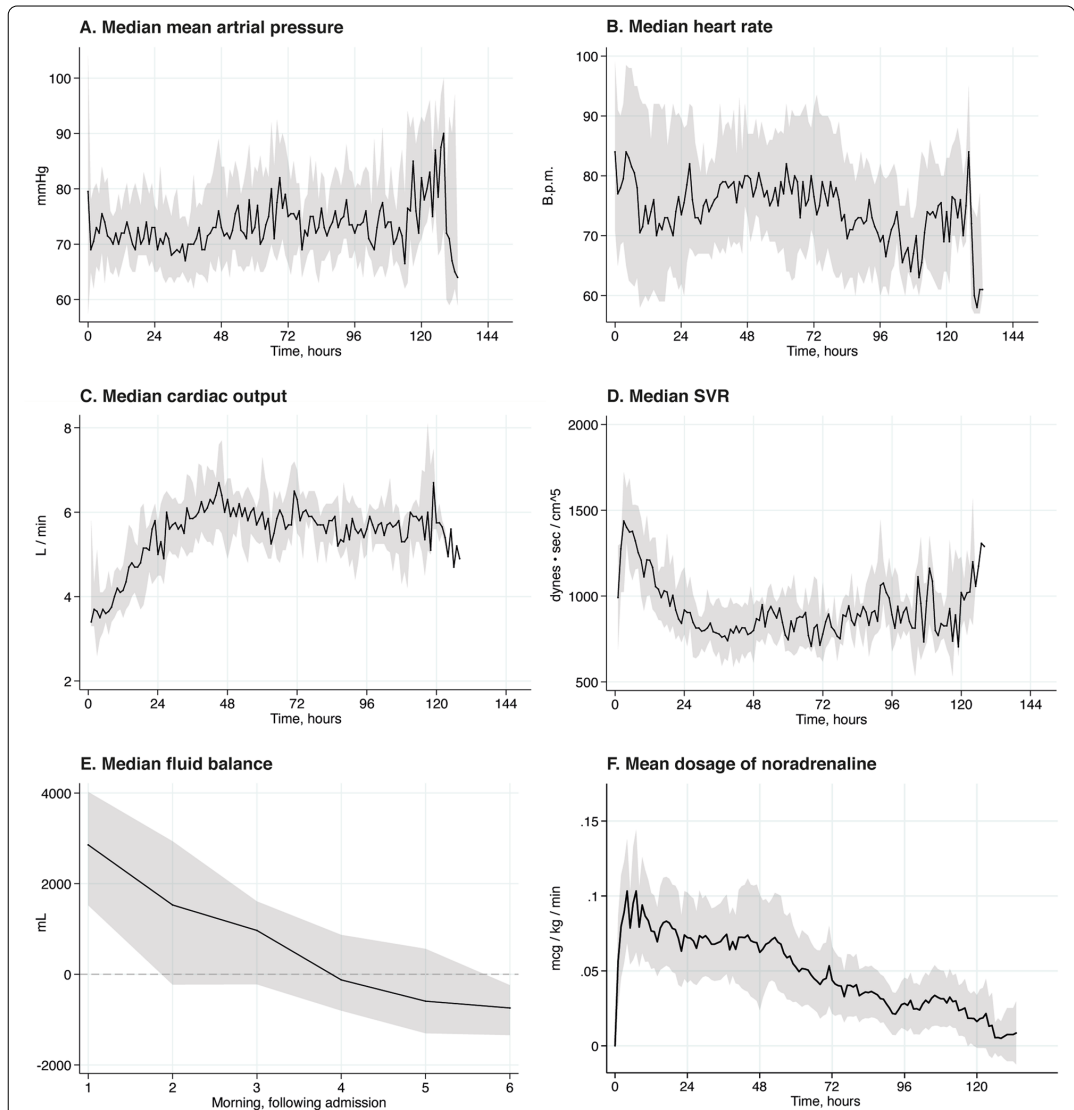 A. Median mean artrial pressure
mmHg
100
90
80
70
60
0 24 48 72 96 120 144
Time, hours
B. Median heart rate
B.p.m.
100
90
80
70
60
0 24 48 72 96 120 144
Time, hours
C. Median cardiac output
L / min
8
6
4
2
0 24 48 72 96 120 144
Time, hours
D. Median SVR
dynes • sec / cm^5
2000
1500
1000
500
0 24 48 72 96 120 144
Time, hours
E. Median fluid balance
mL
4000
2000
0
-2000
1 2 3 4 5 6
Morning, following admission
F. Mean dosage of noradrenaline
mcg / kg / min
.15
.1
.05
0
0 24 48 72 96 120
Time, hours